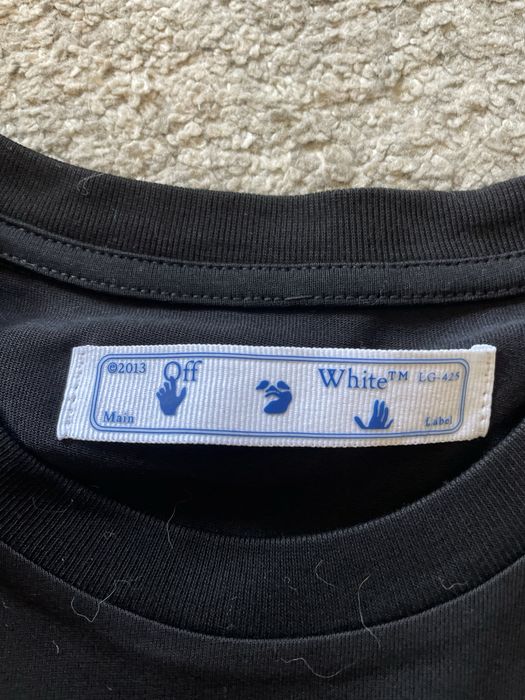 ©2013 Off White™ LG-425
Main Label